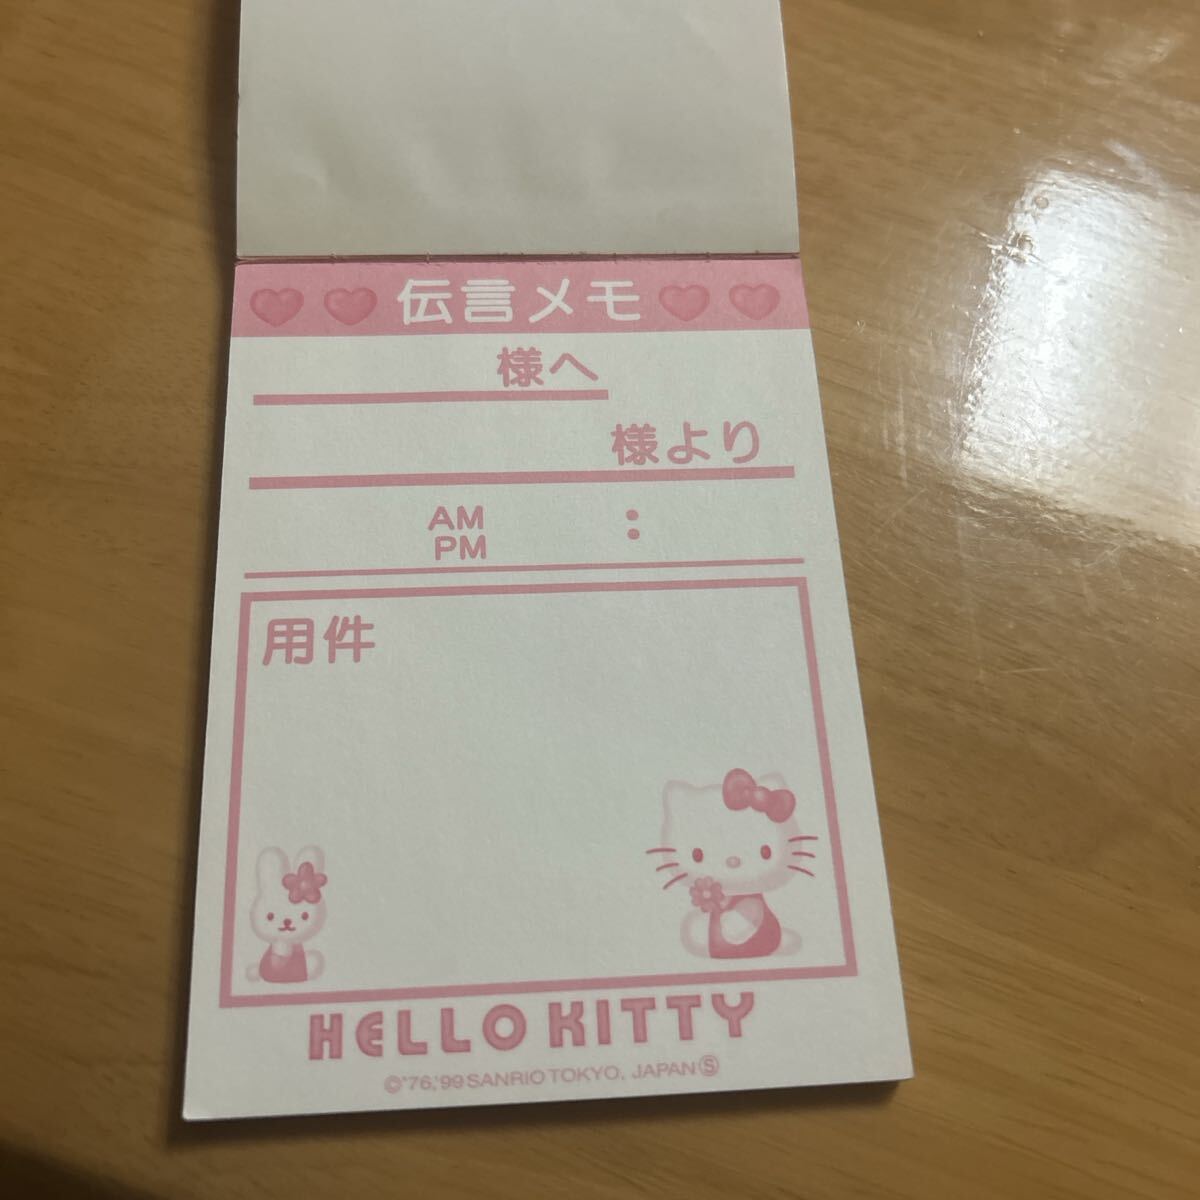 伝言メモ
様へ
様より
AM
PM :
用件
HELLO KITTY
©'76,'99 SANRIO TOKYO, JAPAN Ⓢ